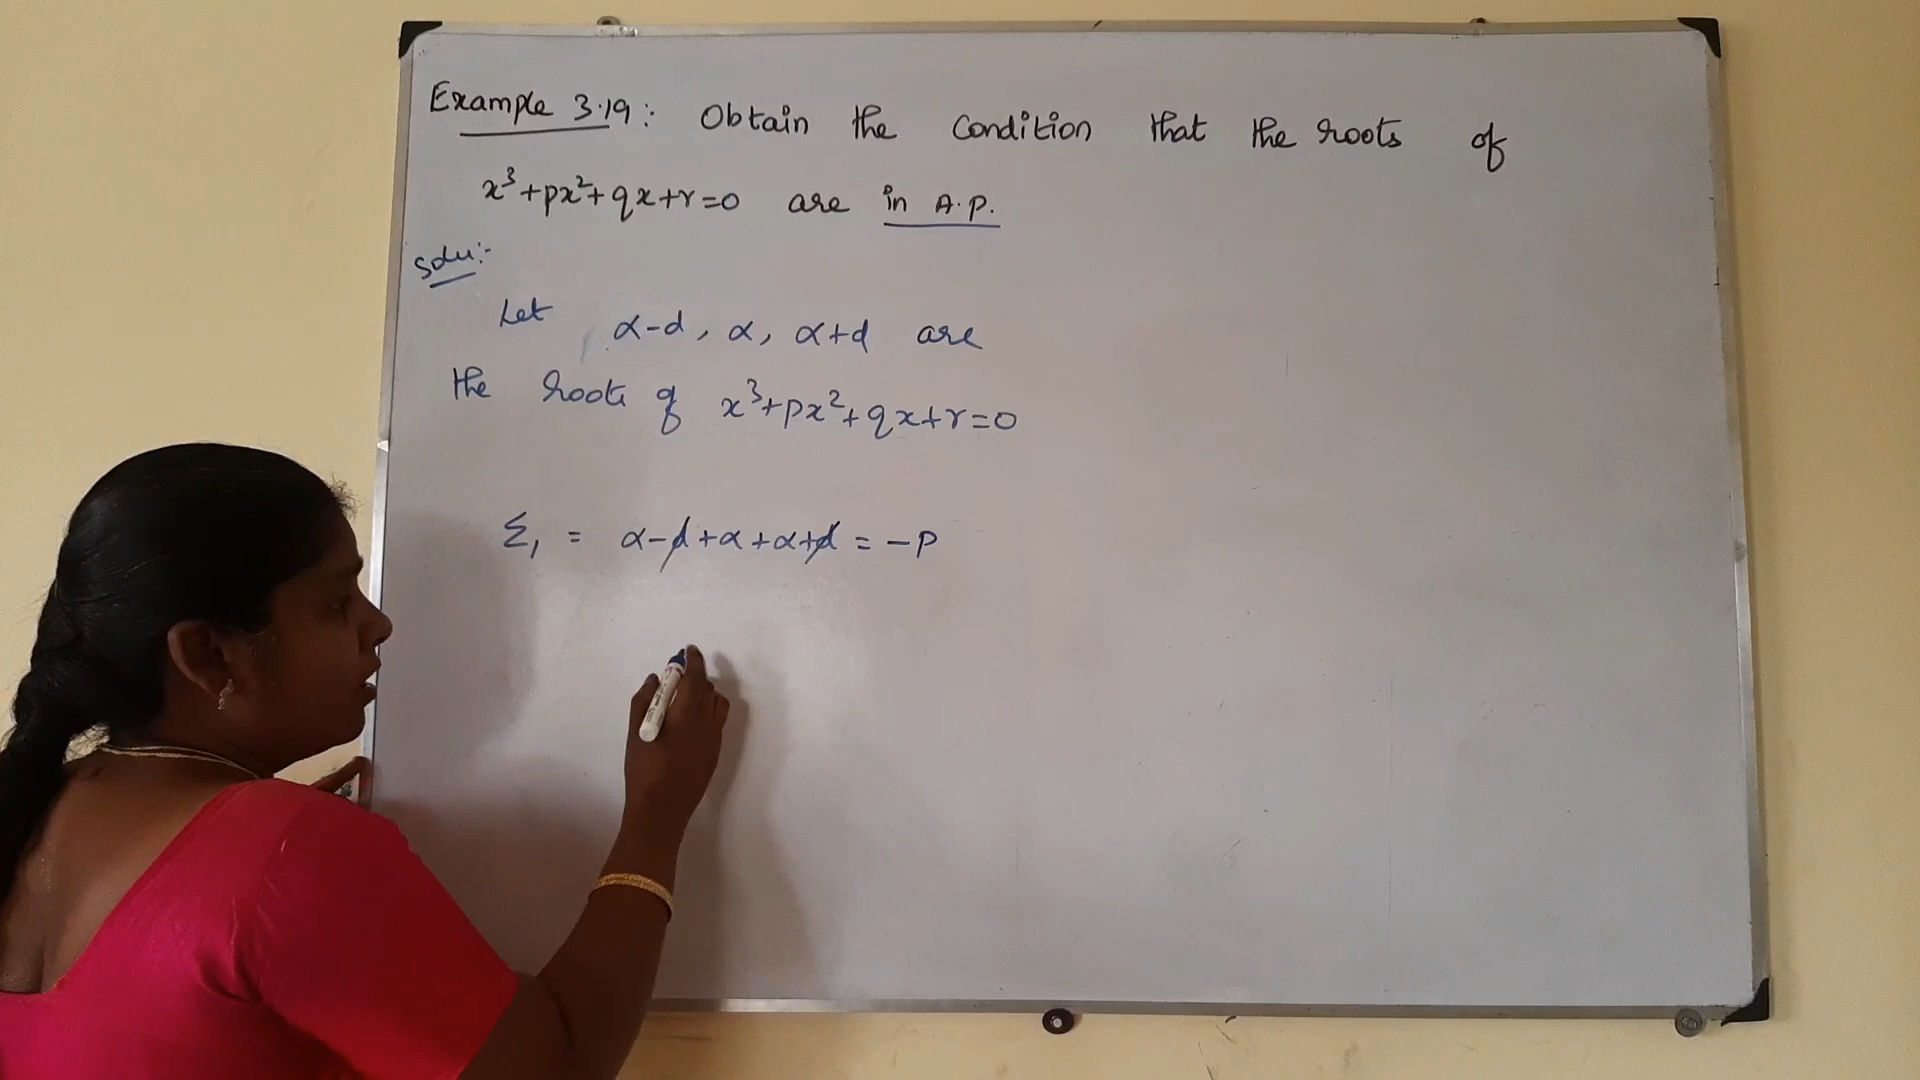 Example 3.19: Obtain the condition that the roots of
x³+px²+qx+r=0 are in A.P.
Solu:-
Let α-d, α, α+d are
the roots of x³+px²+qx+r=0
Σ₁ = α-d+α+α+d = -p